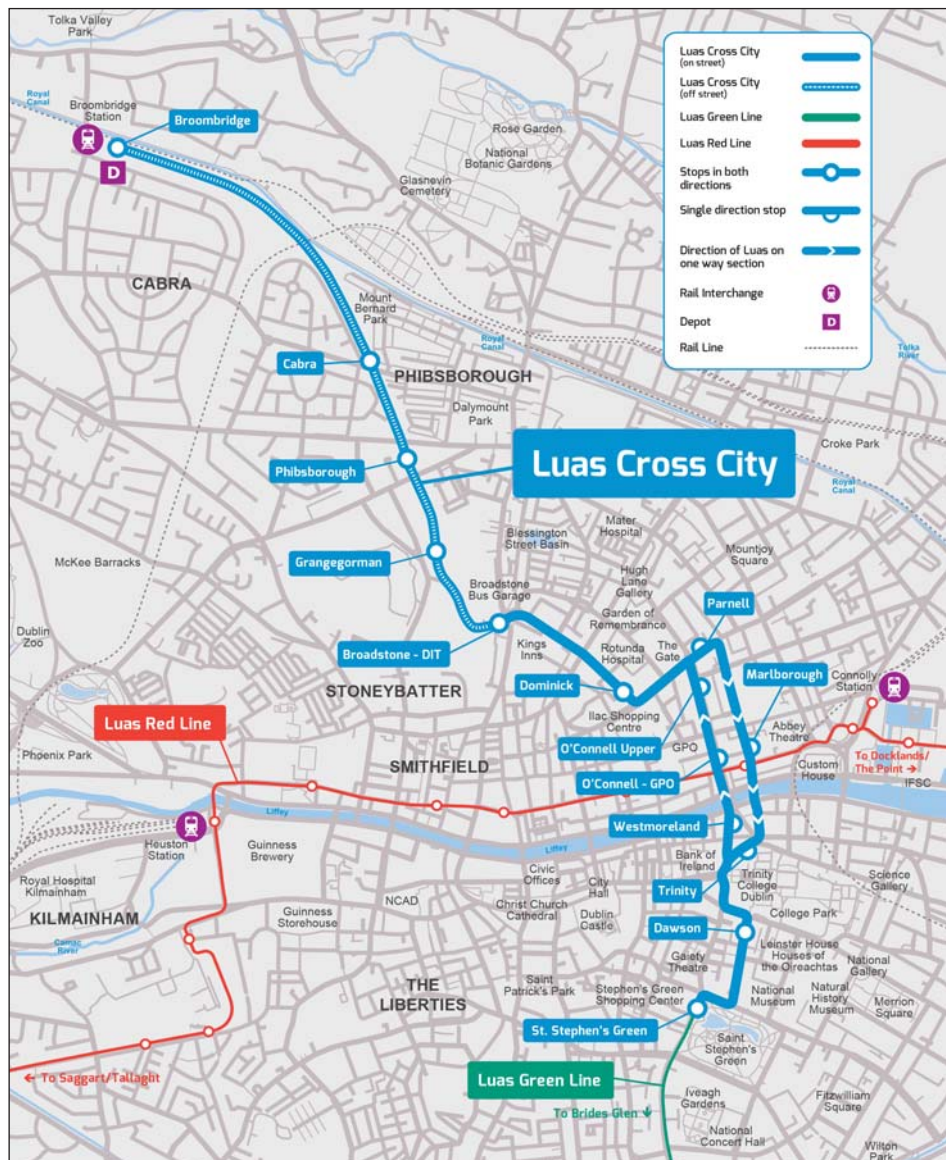 Tolka Valley
Park
Royal
Canal
Broombridge
Station
Broombridge
D
Rose Garden
National
Botanic Gardens
Glasnevin
Cemetery
Luas Cross City
(on street)
Luas Cross City
(off street)
Luas Green Line
Luas Red Line
Stops in both
directions
Single direction stop
Direction of Luas on
one way section
Rail Interchange
Depot
D
Rail Line
Tolka
River
CABRA
Mount
Bernard
Park
Royal
Canal
Cabra
PHIBSBOROUGH
Dalymount
Park
Croke Park
Phibsborough
Luas Cross City
Royal
Canal
McKee Barracks
Grangegorman
Blessington
Street Basin
Mater
Hospital
Mountjoy
Square
Hugh
Lane
Gallery
Broadstone
Bus Garage
Garden of
Remembrance
Parnell
Dublin
Zoo
Broadstone - DIT
Kings
Inns
Rotunda
Hospital
The
Gate
Marlborough
Connolly
Station
STONEYBATTER
Dominick
Ilac Shopping
Centre
Abbey
Theatre
Luas Red Line
O'Connell Upper
GPO
Phoenix Park
SMITHFIELD
O'Connell - GPO
Custom
House
To Docklands/
The Point →
IFSC
Liffey
Westmoreland
Heuston
Station
Guinness
Brewery
Liffey
Bank of
Ireland
Royal Hospital
Kilmainham
Civic
Offices
City
Hall
Trinity
Trinity
College
Dublin
Science
Gallery
KILMAINHAM
NCAD
Guinness
Storehouse
Christ Church
Cathedral
Dublin
Castle
College Park
Camac
River
Dawson
Gaiety
Theatre
Leinster House
Houses of
the Oireachtas
National
Gallery
THE
LIBERTIES
Saint
Patrick's Park
Stephen's Green
Shopping Center
National
Museum
Natural
History
Museum
Merrion
Square
St. Stephen's Green
Saint
Stephen's
Green
← To Saggart/Tallaght
Luas Green Line
To Brides Glen ↓
Iveagh
Gardens
Fitzwilliam
Square
National
Concert Hall
Wilton
Park